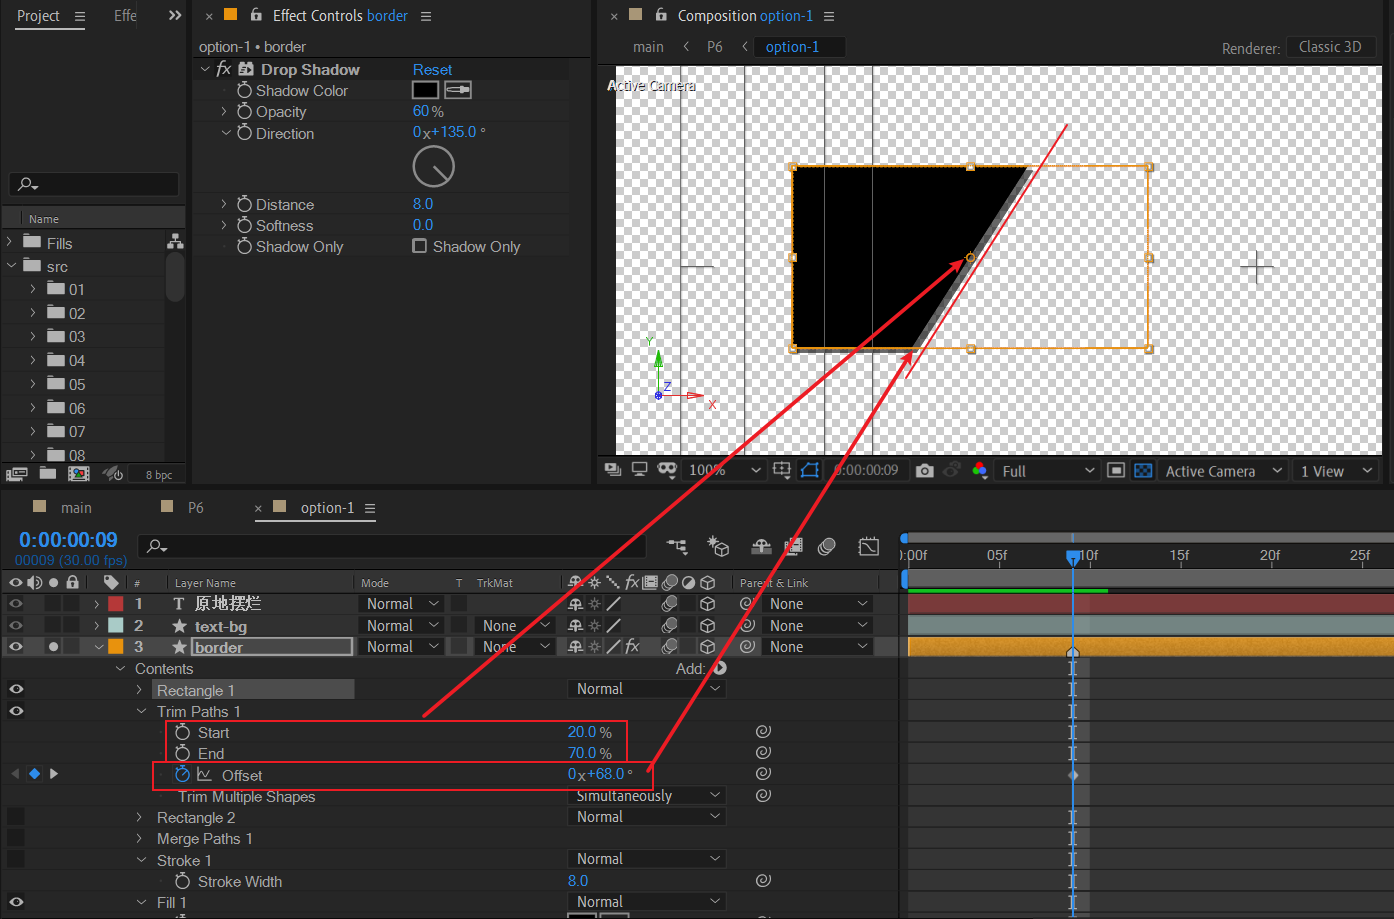 Project
Effe
Effect Controls border
Composition option-1
option-1 • border
main
P6
option-1
Renderer:
Classic 3D
fx Drop Shadow
Reset
Active Camera
Shadow Color
Opacity
60 %
Direction
0x+135.0 °
Distance
8.0
Softness
0.0
Shadow Only
Shadow Only
Name
Fills
src
01
02
03
04
05
06
07
08
Y
Z
X
8 bpc
100%
0:00:00:09
Full
Active Camera
1 View
main
P6
option-1
0:00:00:09
00009 (30.00 fps)
:00f
05f
10f
15f
20f
25f
#
Layer Name
Mode
T
TrkMat
fx
Parent & Link
1
T
原地摆烂
Normal
None
2
text-bg
Normal
None
None
3
border
Normal
None
fx
None
Contents
Add:
Rectangle 1
Normal
Trim Paths 1
Start
20.0 %
End
70.0 %
Offset
0x+68.0 °
Trim Multiple Shapes
Simultaneously
Rectangle 2
Normal
Merge Paths 1
Stroke 1
Normal
Stroke Width
8.0
Fill 1
Normal